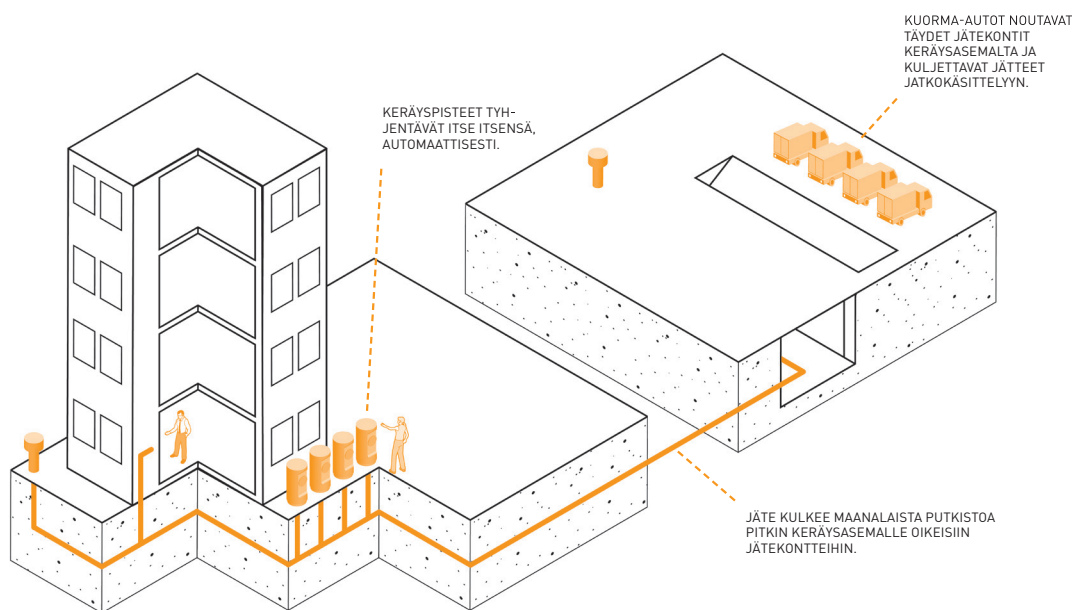 KUORMA-AUTOT NOUTAVAT
TÄYDET JÄTEKONTIT
KERÄYSASEMALTA JA
KULJETTAVAT JÄTTEET
JATKOKÄSITTELYYN.
KERÄYSPISTEET TYH-
JENTÄVÄT ITSE ITSENSÄ,
AUTOMAATTISESTI.
JÄTE KULKEE MAANALAISTA PUTKISTOA
PITKIN KERÄYSASEMALLE OIKEISIIN
JÄTEKONTTEIHIN.